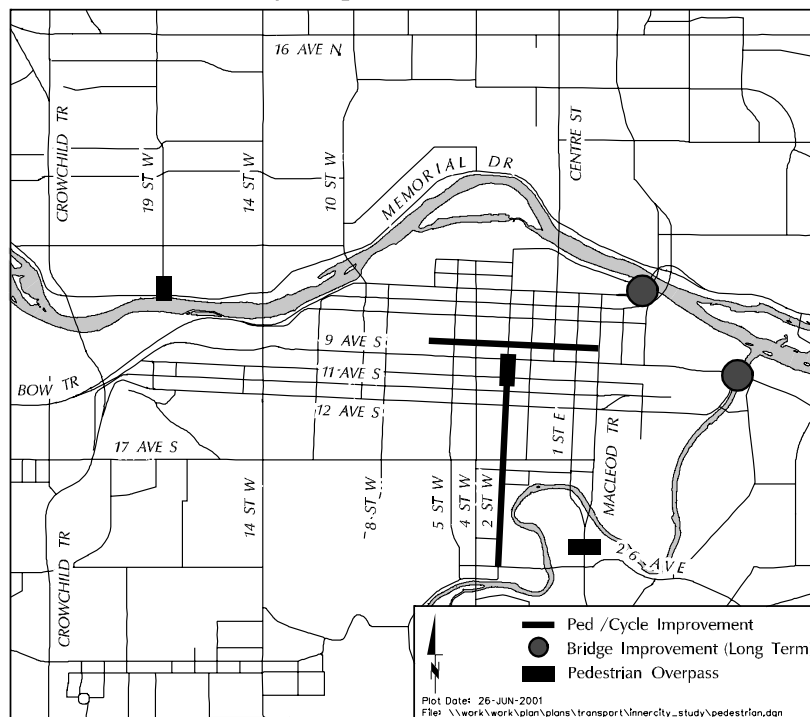 16 AVE N
CROWCHILD TR
19 ST W
14 ST W
10 ST W
MEMORIAL DR
CENTRE ST
9 AVE S
11 AVE S
12 AVE S
BOW TR
17 AVE S
1 ST E
MACLEOD TR
14 ST W
8 ST W
5 ST W
4 ST W
2 ST W
26 AVE
CROWCHILD TR
Ped /Cycle Improvement
Bridge Improvement (Long Term
Pedestrian Overpass
N
Plot Date: 26-JUN-2001
File: \\work\work\plan\plans\transport\innercity_study\pedestrian.dgn